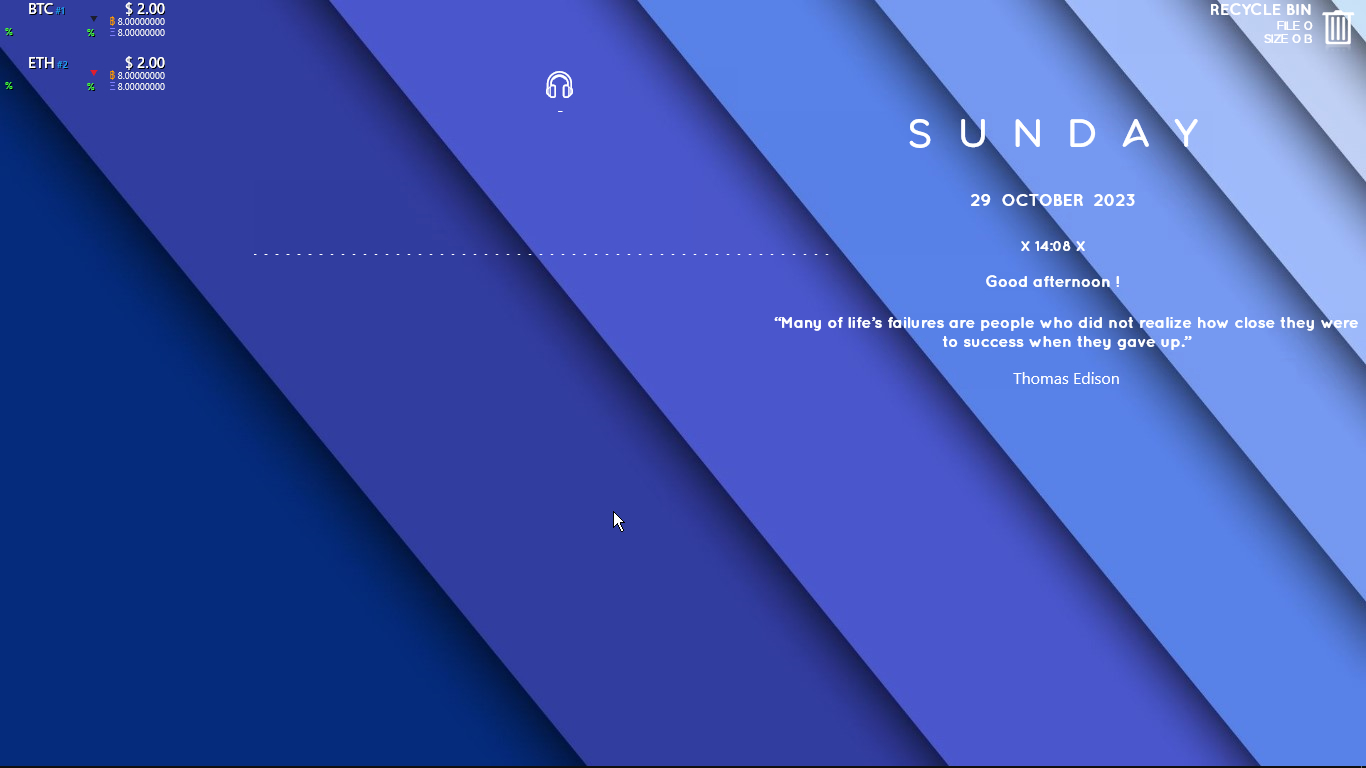 BTC #1
$ 2.00
฿ 8.00000000
%
%
Ξ 8.00000000
ETH #2
$ 2.00
฿ 8.00000000
%
%
Ξ 8.00000000
RECYCLE BIN
FILE 0
SIZE 0 B
SUNDAY
29 OCTOBER 2023
X 14:08 X
Good afternoon !
“Many of life’s failures are people who did not realize how close they were
to success when they gave up.”
Thomas Edison